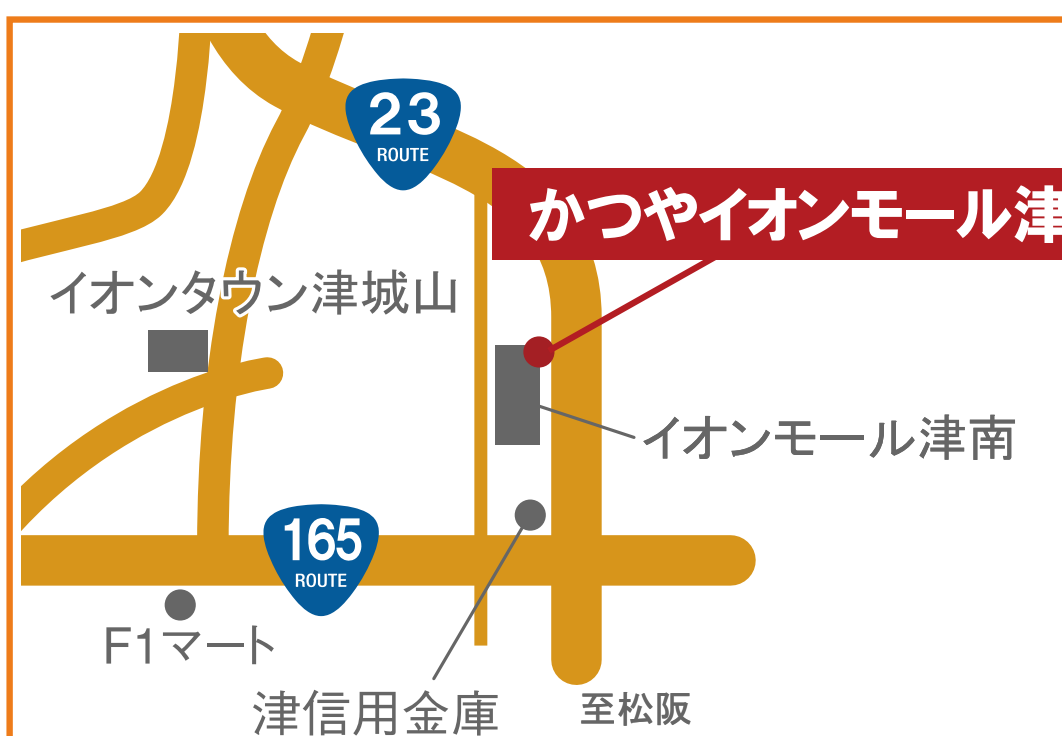 23
ROUTE
かつやイオンモール津
イオンタウン津城山
イオンモール津南
165
ROUTE
F1マート
津信用金庫
至松阪